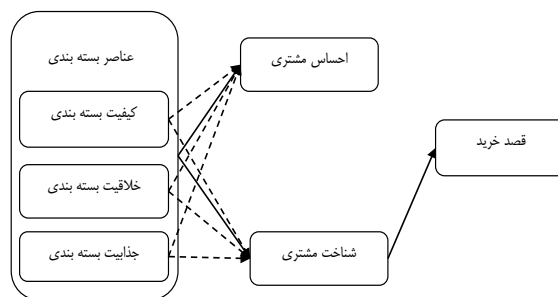 عناصر بسته بندی
احساس مشتری
کیفیت بسته بندی
قصد خرید
خلاقیت بسته بندی
جذابیت بسته بندی
شناخت مشتری